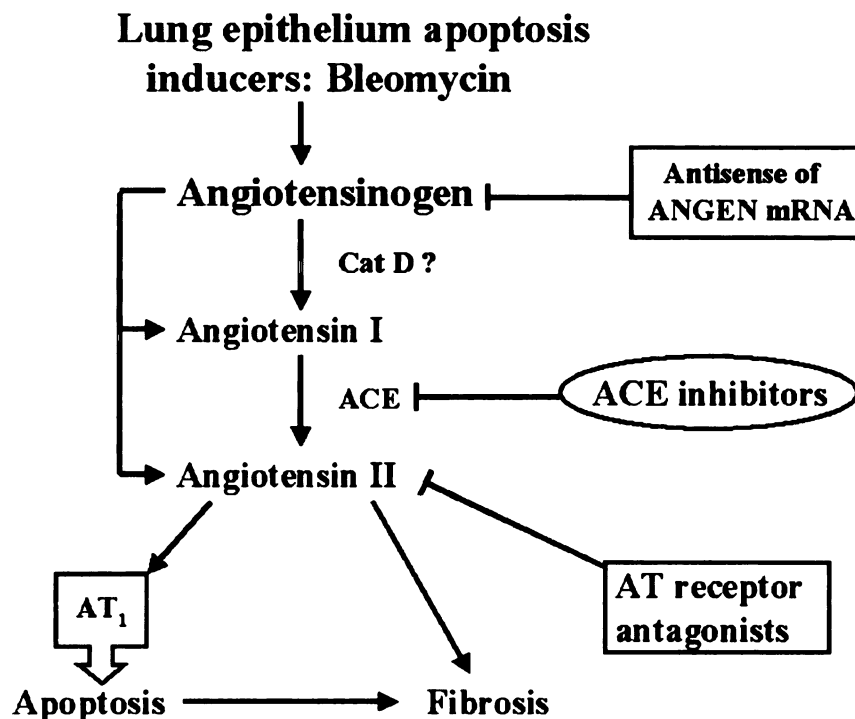 Lung epithelium apoptosis
inducers: Bleomycin
Angiotensinogen
Antisense of
ANGEN mRNA
Cat D ?
Angiotensin I
ACE
ACE inhibitors
Angiotensin II
AT₁
AT receptor
antagonists
Apoptosis
Fibrosis